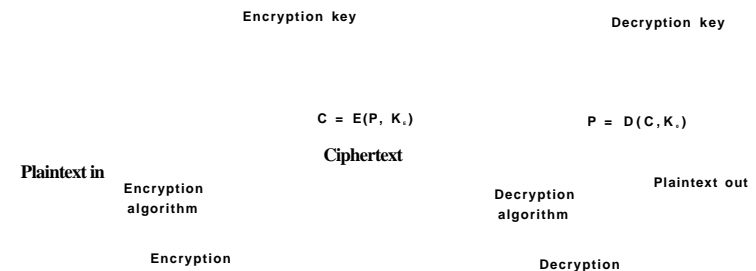 Encryption key
Decryption key
C = E(P, K
P = D(C,K
Ciphertext
Plaintext in
Encryption
algorithm
Decryption
algorithm
Plaintext out
Encryption
Decryption